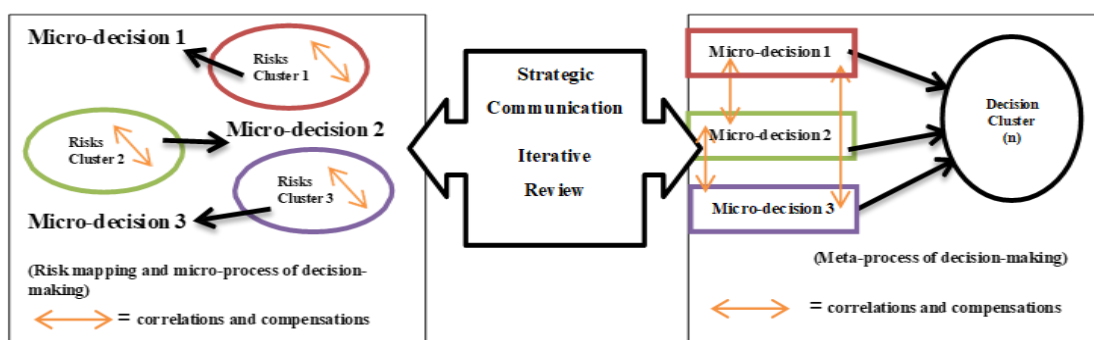 Micro-decision 1
Risks
Cluster 1
Risks
Cluster 2
Micro-decision 2
Risks
Cluster 3
Micro-decision 3
(Risk mapping and micro-process of decision-
making)
= correlations and compensations
Strategic
Communication
Iterative
Review
Micro-decision 1
Micro-decision 2
Micro-decision 3
Decision
Cluster
(n)
(Meta-process of decision-making)
= correlations and compensations